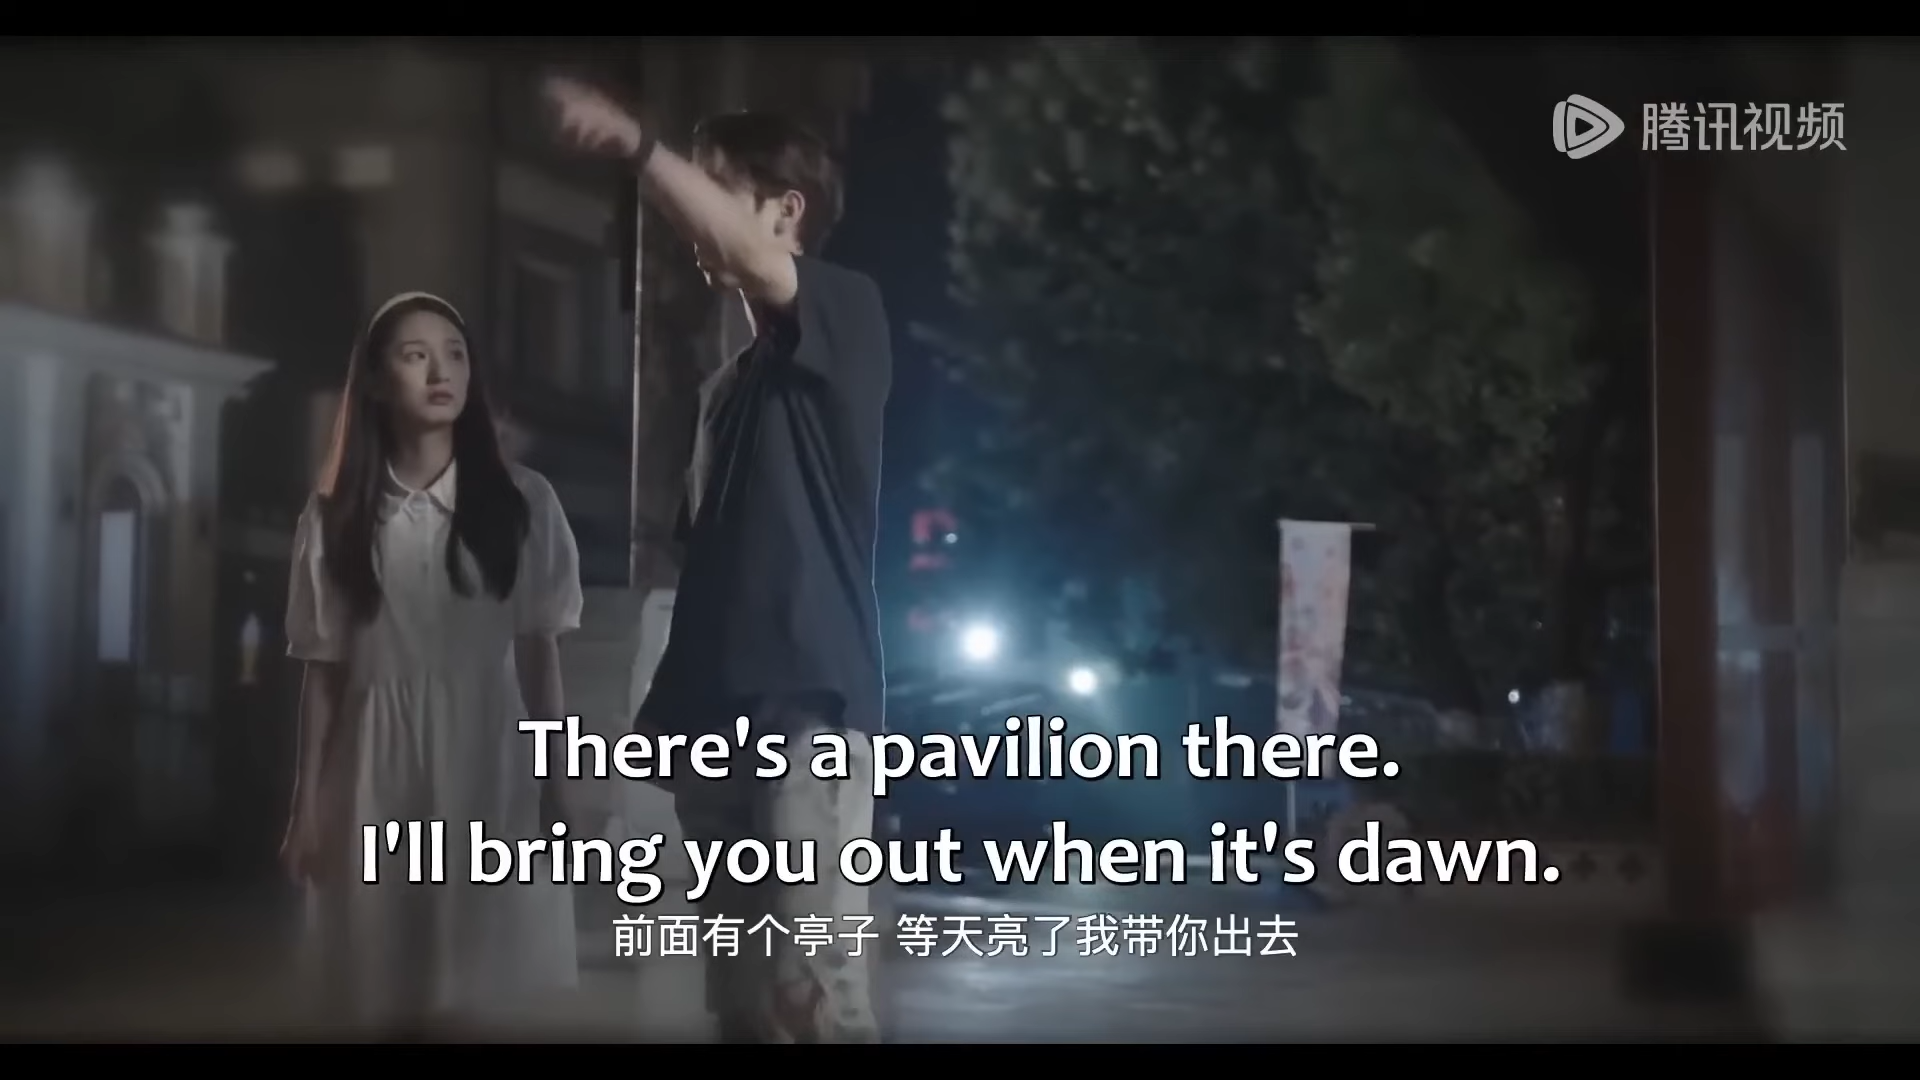 腾讯视频
There's a pavilion there.
I'll bring you out when it's dawn.
前面有个亭子 等天亮了我带你出去